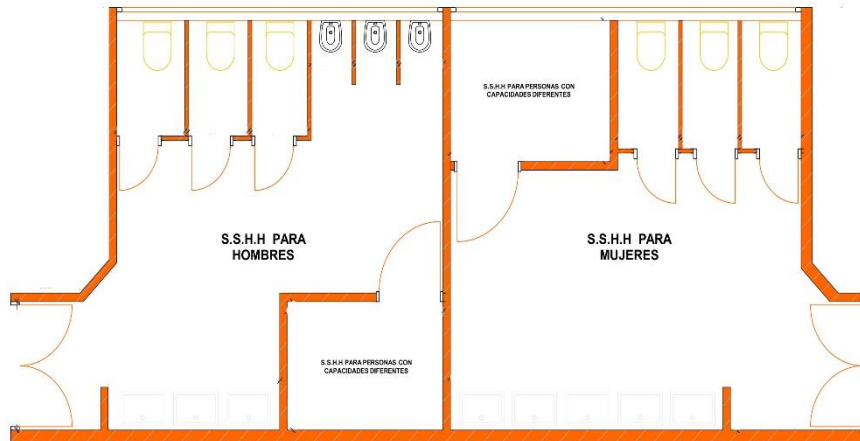 S.S.H.H PARA PERSONAS CON
CAPACIDADES DIFERENTES
S.S.H.H PARA
HOMBRES
S.S.H.H PARA
MUJERES
S.S.H.H PARA PERSONAS CON
CAPACIDADES DIFERENTES